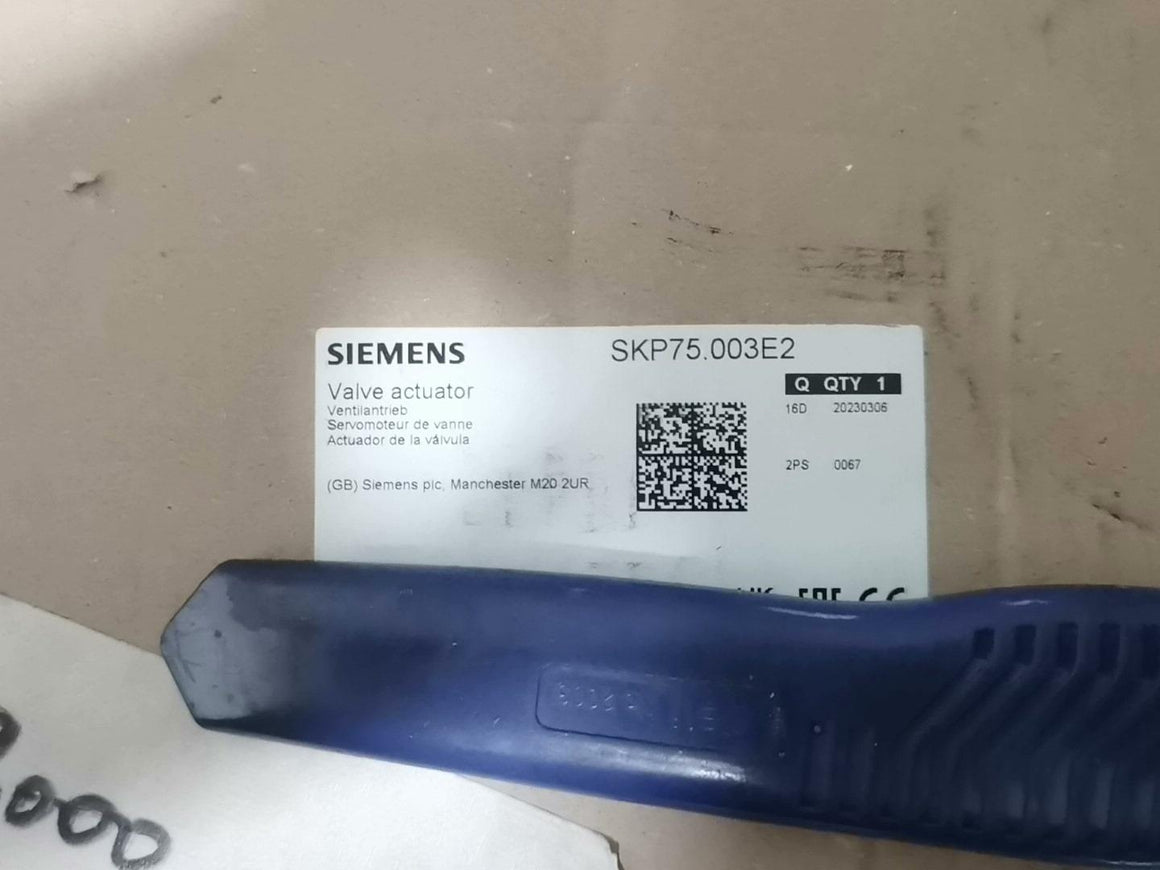 SIEMENS
SKP75.003E2
Valve actuator
Ventilantrieb
Servomoteur de vanne
Actuador de la válvula
(GB) Siemens plc, Manchester M20 2UR
Q QTY 1
16D 20230306
2PS 0067
000